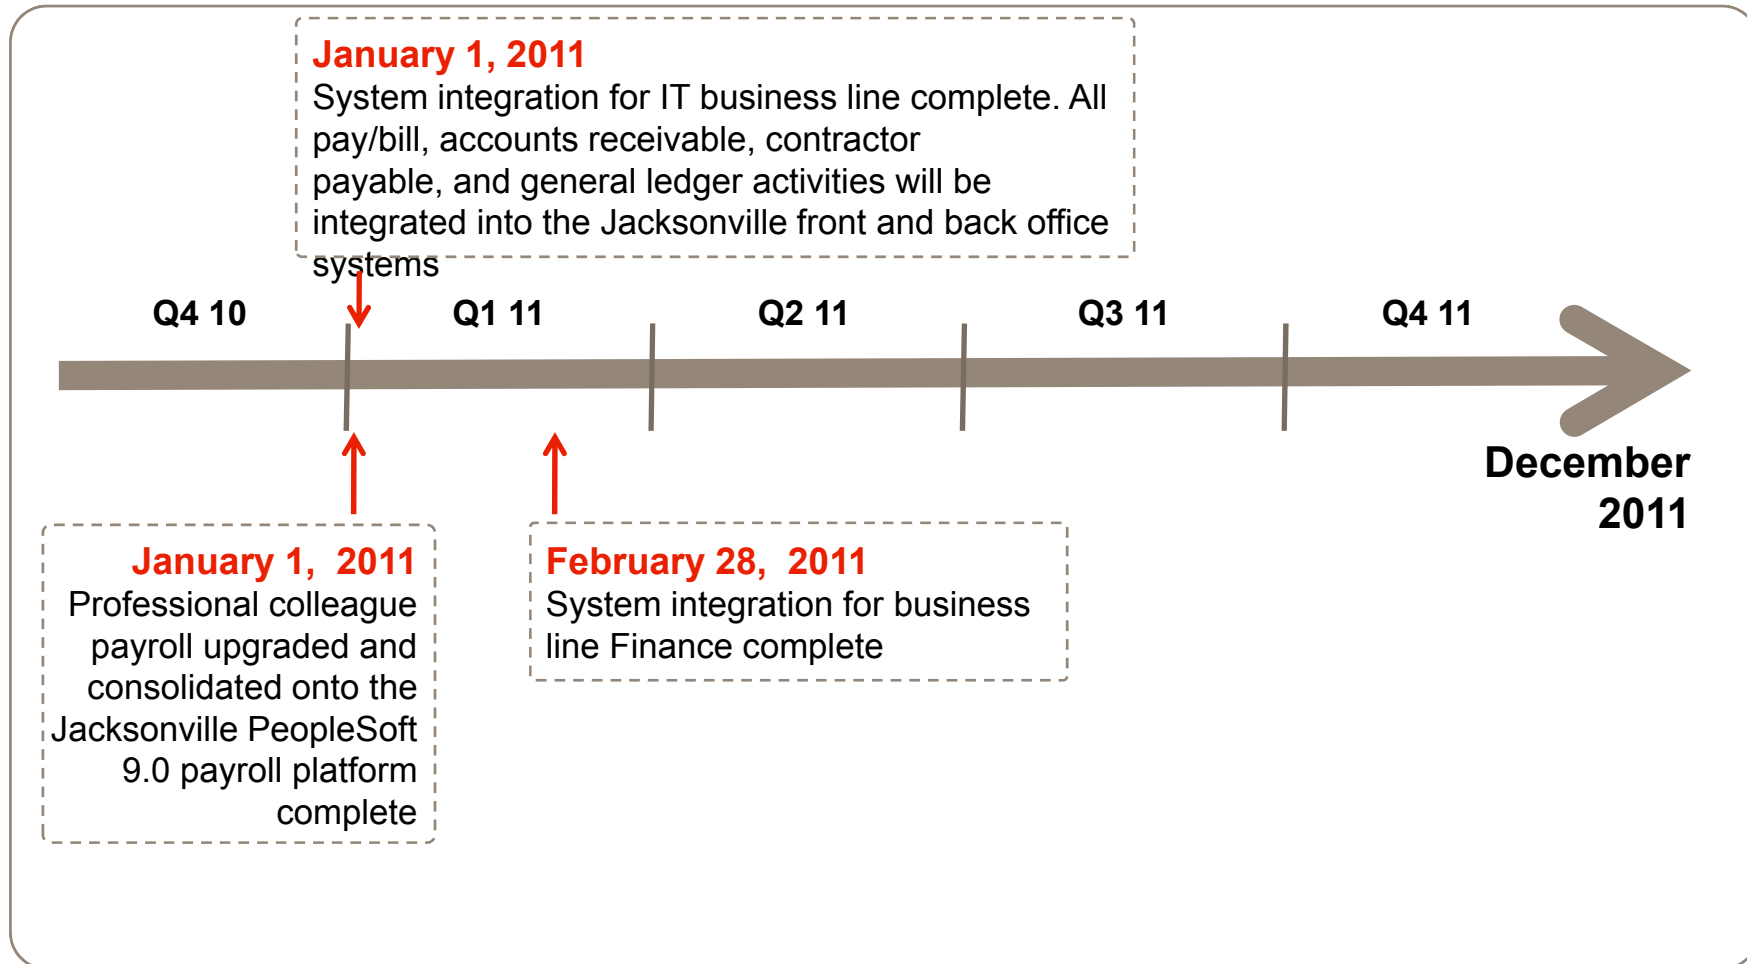 January 1, 2011
System integration for IT business line complete. All
pay/bill, accounts receivable, contractor
payable, and general ledger activities will be
integrated into the Jacksonville front and back office
systems
Q4 10
Q1 11
Q2 11
Q3 11
Q4 11
December
2011
January 1,  2011
Professional colleague
payroll upgraded and
consolidated onto the
Jacksonville PeopleSoft
9.0 payroll platform
complete
February 28,  2011
System integration for business
line Finance complete